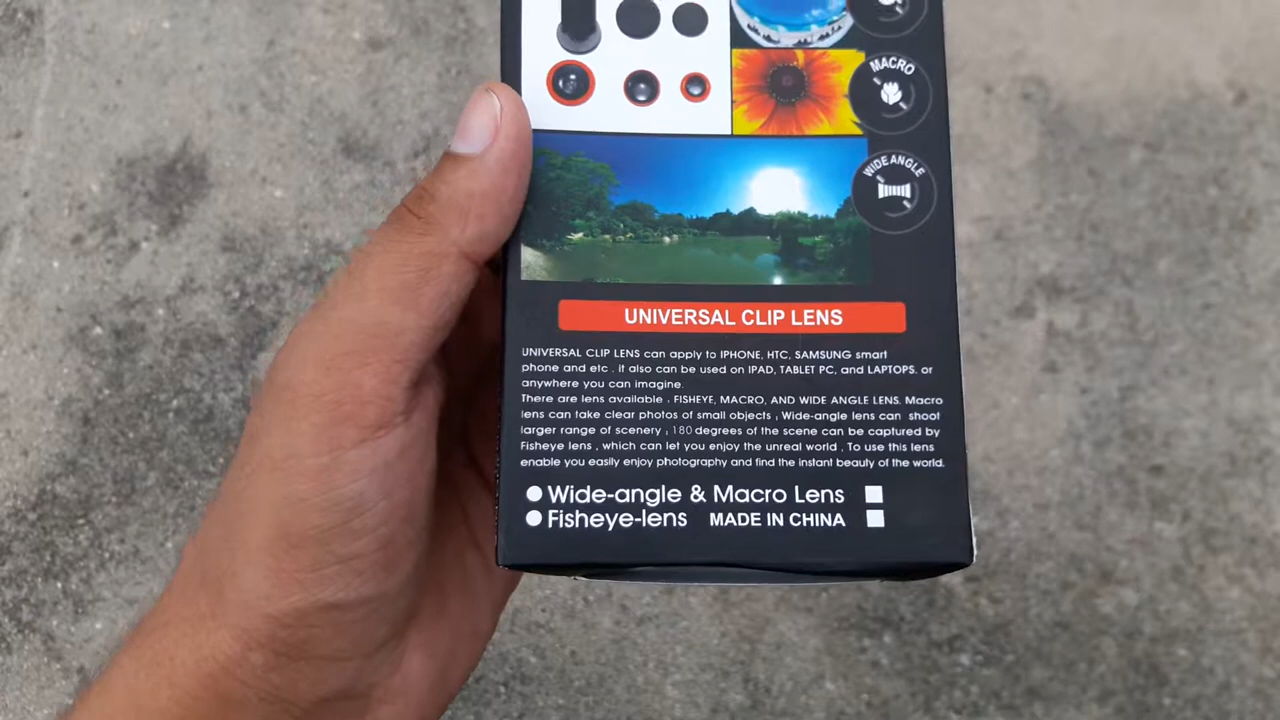 MACRO
WIDE ANGLE
UNIVERSAL CLIP LENS
UNIVERSAL CLIP LENS can apply to IPHONE, HTC, SAMSUNG smart
phone and etc . it also can be used on IPAD, TABLET PC, and LAPTOPS. or
anywhere you can imagine.
There are lens available , FISHEYE, MACRO, AND WIDE ANGLE LENS. Macro
lens can take clear photos of small objects , Wide-angle lens can shoot
larger range of scenery , 180 degrees of the scene can be captured by
Fisheye lens , which can let you enjoy the unreal world , To use this lens
enable you easily enjoy photography and find the instant beauty of the world.
Wide-angle & Macro Lens
Fisheye-lens MADE IN CHINA